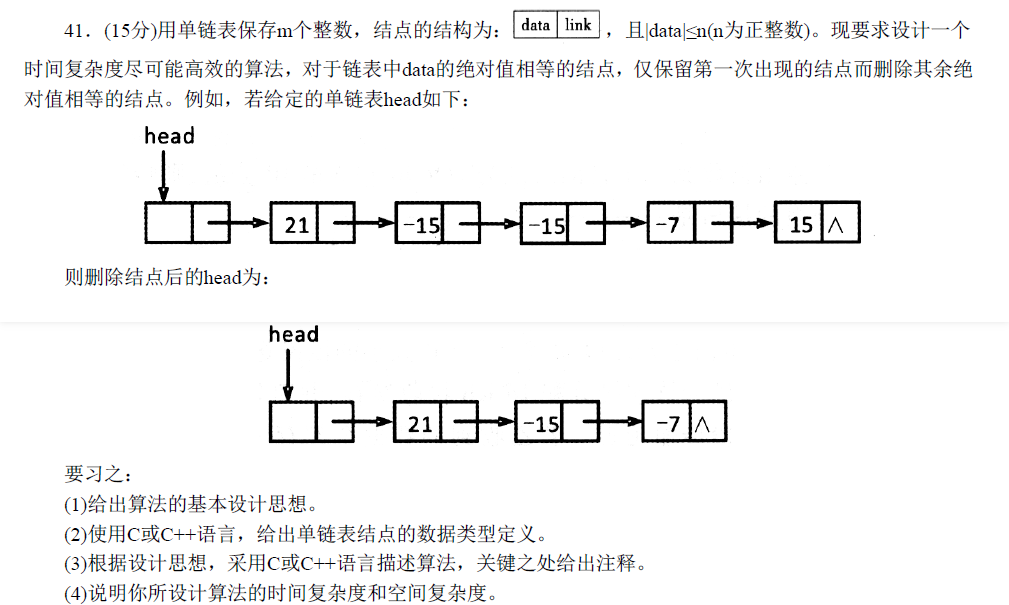 41．(15分)用单链表保存m个整数，结点的结构为： data link ，且|data|≤n(n为正整数)。现要求设计一个
时间复杂度尽可能高效的算法，对于链表中data的绝对值相等的结点，仅保留第一次出现的结点而删除其余绝
对值相等的结点。例如，若给定的单链表head如下：
head
21 -15 -15 -7 15 ∧
则删除结点后的head为：
head
21 -15 -7 ∧
要习之：
(1)给出算法的基本设计思想。
(2)使用C或C++语言，给出单链表结点的数据类型定义。
(3)根据设计思想，采用C或C++语言描述算法，关键之处给出注释。
(4)说明你所设计算法的时间复杂度和空间复杂度。